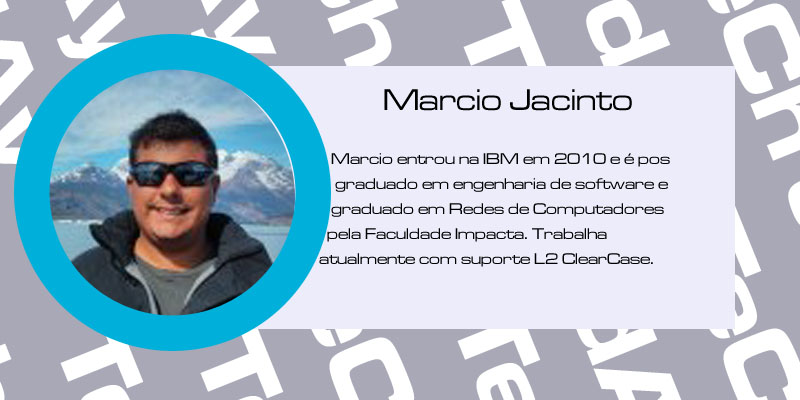 Marcio Jacinto
Marcio entrou na IBM em 2010 e é pos
graduado em engenharia de software e
graduado em Redes de Computadores
pela Faculdade Impacta. Trabalha
atualmente com suporte L2 ClearCase.